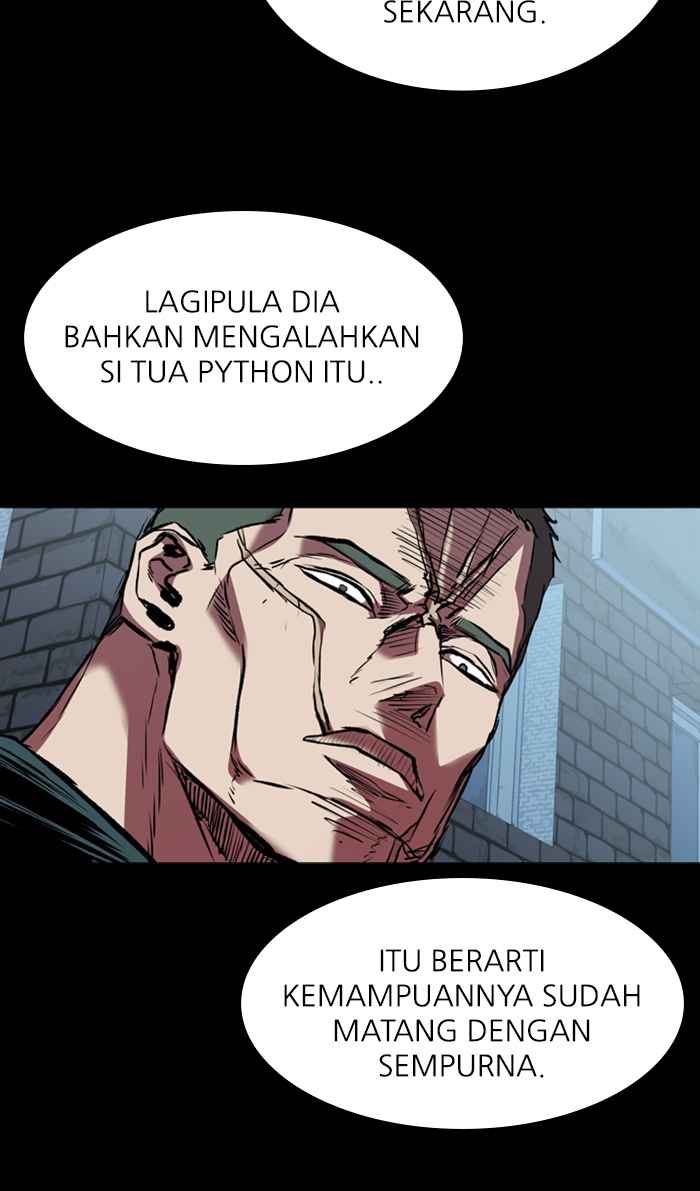 SEKARANG.
LAGIPULA DIA
BAHKAN MENGALAHKAN
SI TUA PYTHON ITU..
ITU BERARTI
KEMAMPUANNYA SUDAH
MATANG DENGAN
SEMPURNA.